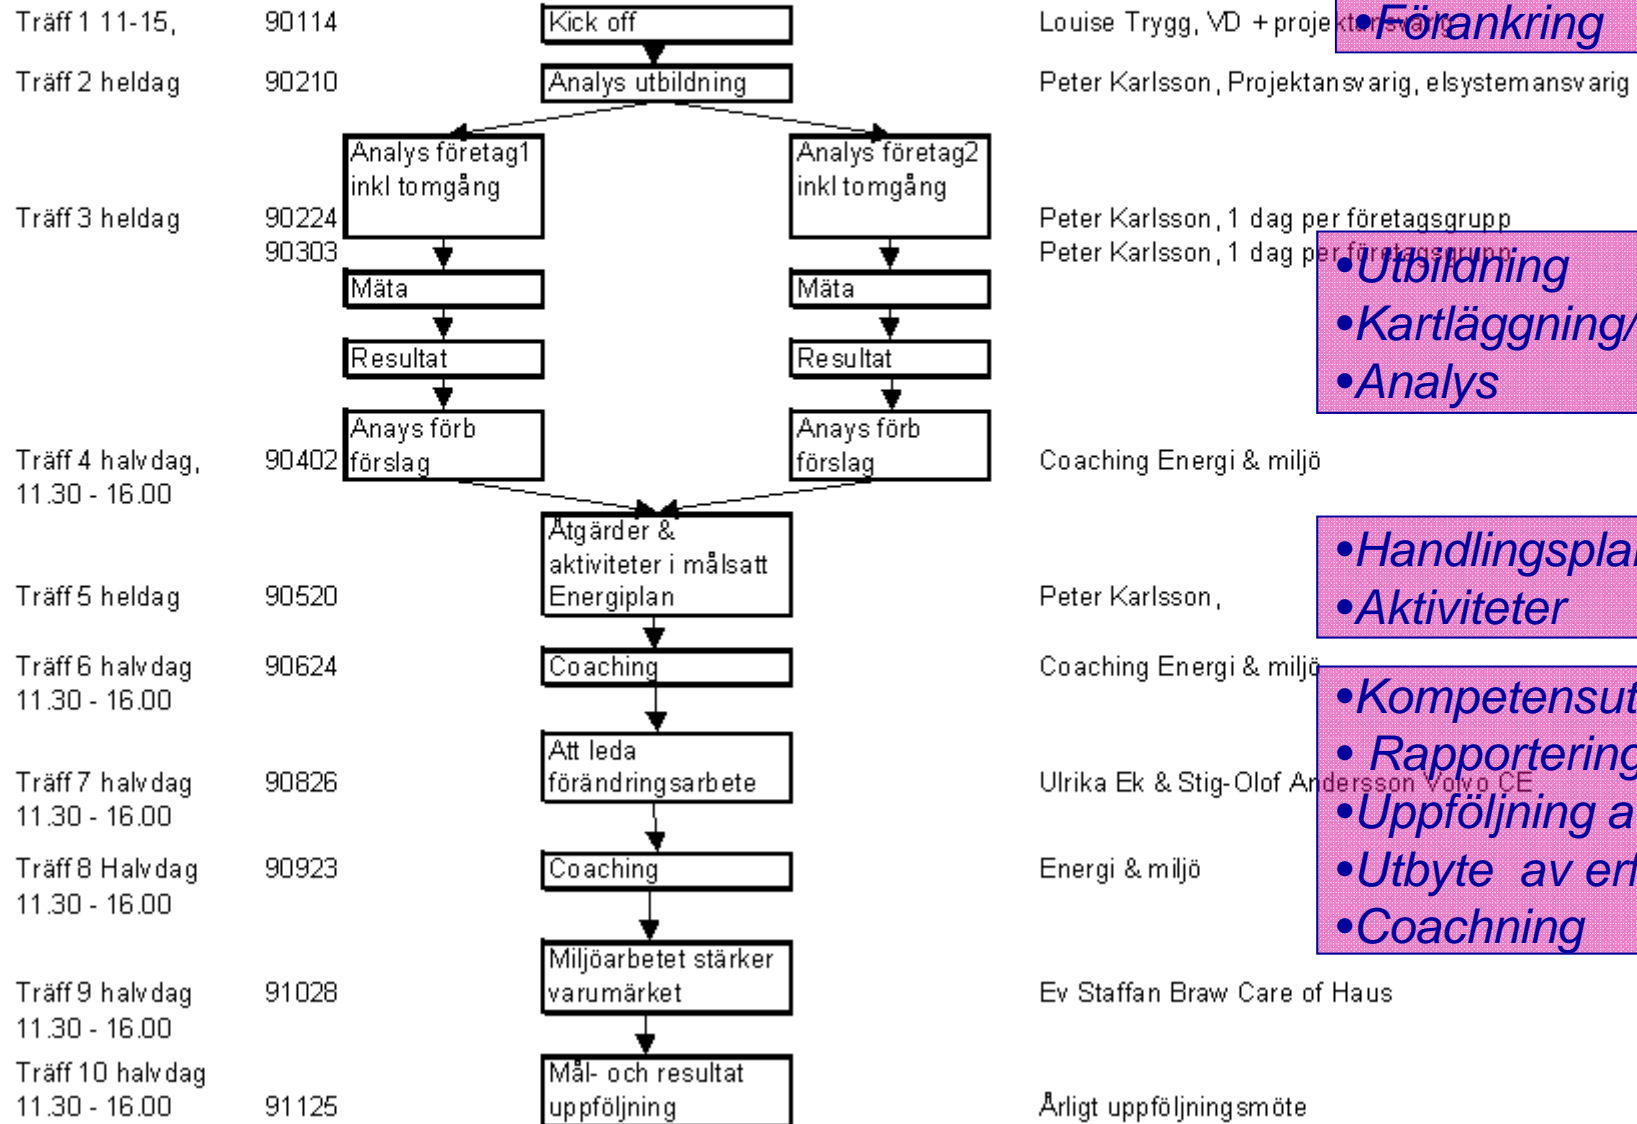 Träff 1 11-15, 90114 Kick off Louise Trygg, VD + projektansvarig
•Förankring
Träff 2 heldag 90210 Analys utbildning Peter Karlsson, Projektansvarig, elsystemansvarig
Analys företag1 Analys företag2
inkl tomgång inkl tomgång
Träff 3 heldag 90224 Peter Karlsson, 1 dag per företagsgrupp
90303 Peter Karlsson, 1 dag per företagsgrupp
•Utbildning
Mäta Mäta
•Kartläggning/
Resultat Resultat
•Analys
Anays förb Anays förb
Träff 4 halvdag, 90402 förslag förslag Coaching Energi & miljö
11.30 - 16.00
Åtgärder &
•Handlingsplan
aktiviteter i målsatt
Träff 5 heldag 90520 Energiplan Peter Karlsson,
•Aktiviteter
Träff 6 halvdag 90624 Coaching Coaching Energi & miljö
11.30 - 16.00
•Kompetensut
Att leda
• Rapportering
Träff 7 halvdag 90826 förändringsarbete Ulrika Ek & Stig-Olof Andersson Volvo CE
11.30 - 16.00
•Uppföljning a
Träff 8 Halvdag 90923 Coaching Energi & miljö
•Utbyte av erf
11.30 - 16.00
•Coachning
Miljöarbetet stärker
Träff 9 halvdag 91028 varumärket Ev Staffan Braw Care of Haus
11.30 - 16.00
Träff 10 halvdag Mål- och resultat
11.30 - 16.00 91125 uppföljning Årligt uppföljningsmöte